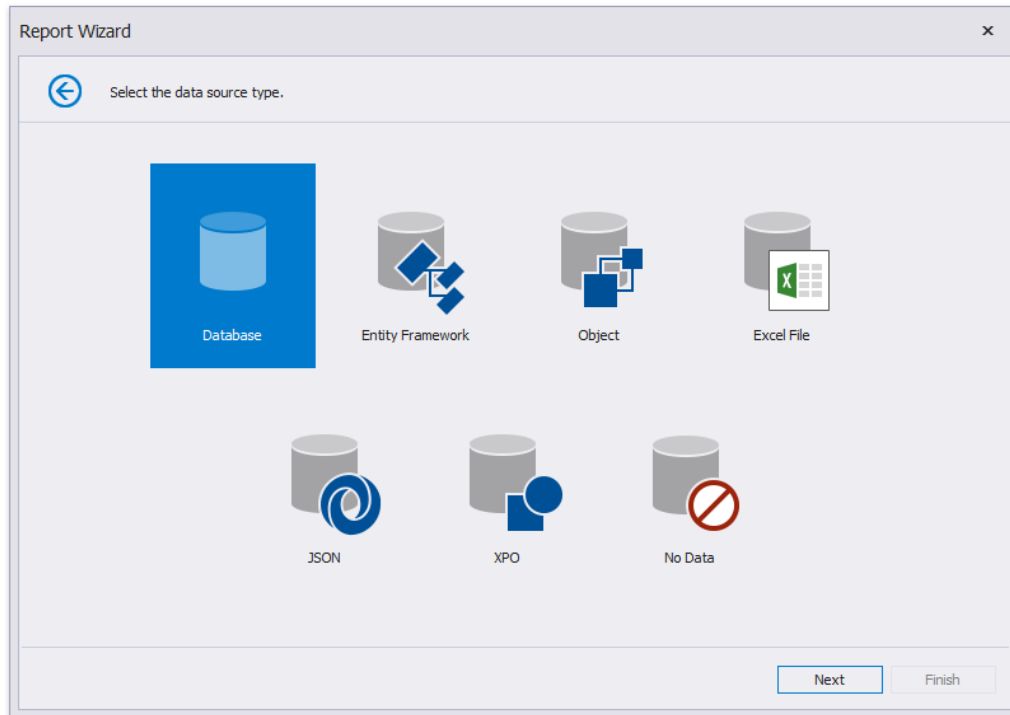 Report Wizard
Select the data source type.
Database
Entity Framework
Object
X
Excel File
JSON
XPO
No Data
Next
Finish